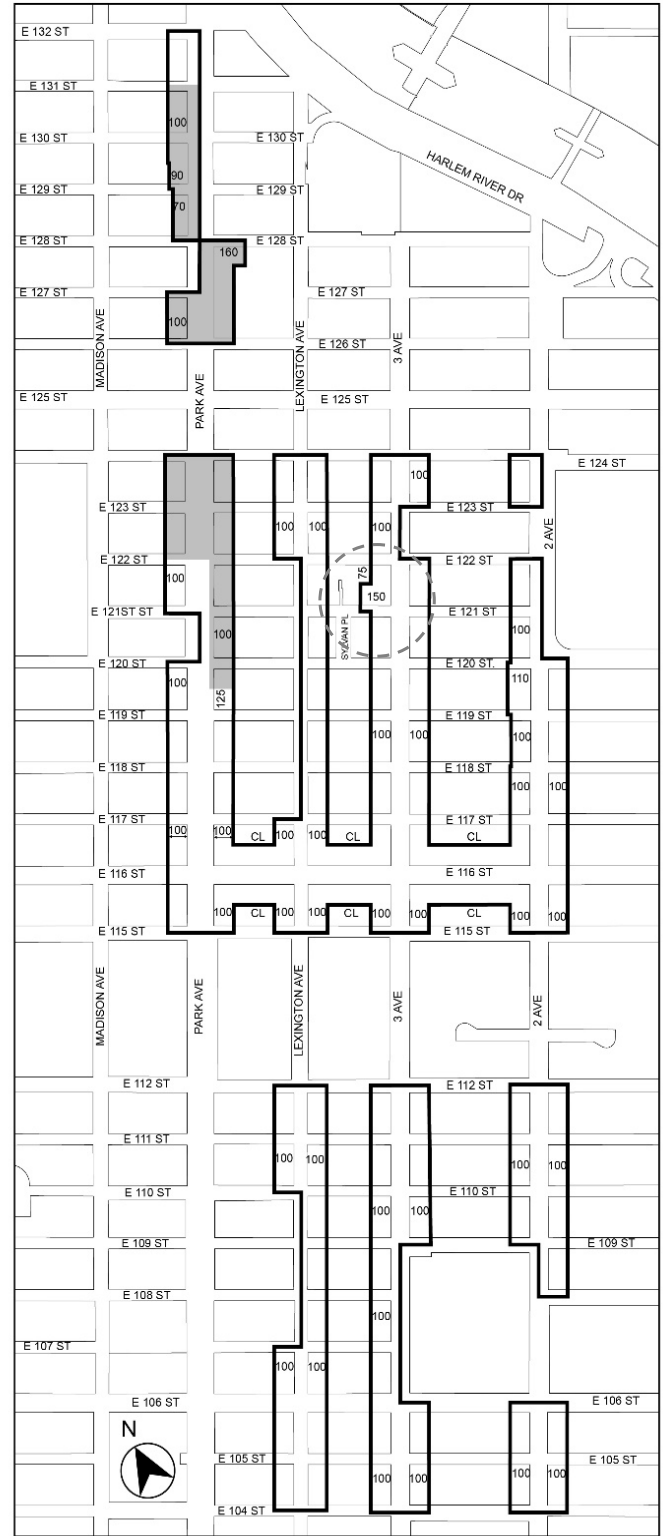 E 132 ST
E 131 ST
100
E 130 ST
E 130 ST
HARLEM RIVER DR
90
E 129 ST
E 129 ST
70
E 128 ST
160
E 128 ST
E 127 ST
E 127 ST
100
MADISON AVE
PARK AVE
LEXINGTON AVE
3 AVE
E 126 ST
E 125 ST
E 125 ST
E 124 ST
100
E 123 ST
E 123 ST
100
100
100
2 AVE
E 122 ST
E 122 ST
100
75
150
E 121ST ST
E 121 ST
100
SYLVAN PL
100
E 120 ST
E 120 ST.
100
110
125
E 119 ST
E 119 ST
100
100
100
E 118 ST
E 118 ST
100
100
E 117 ST
E 117 ST
100
100
CL
100
100
CL
CL
E 116 ST
E 116 ST
100
CL
100
100
CL
100
100
CL
100
100
E 115 ST
E 115 ST
MADISON AVE
PARK AVE
LEXINGTON AVE
3 AVE
2 AVE
E 112 ST
E 112 ST
E 111 ST
100
100
100
100
E 110 ST
E 110 ST
100
100
E 109 ST
E 109 ST
E 108 ST
100
E 107 ST
100
100
E 106 ST
E 106 ST
N
E 105 ST
E 105 ST
100
100
100
100
E 104 ST